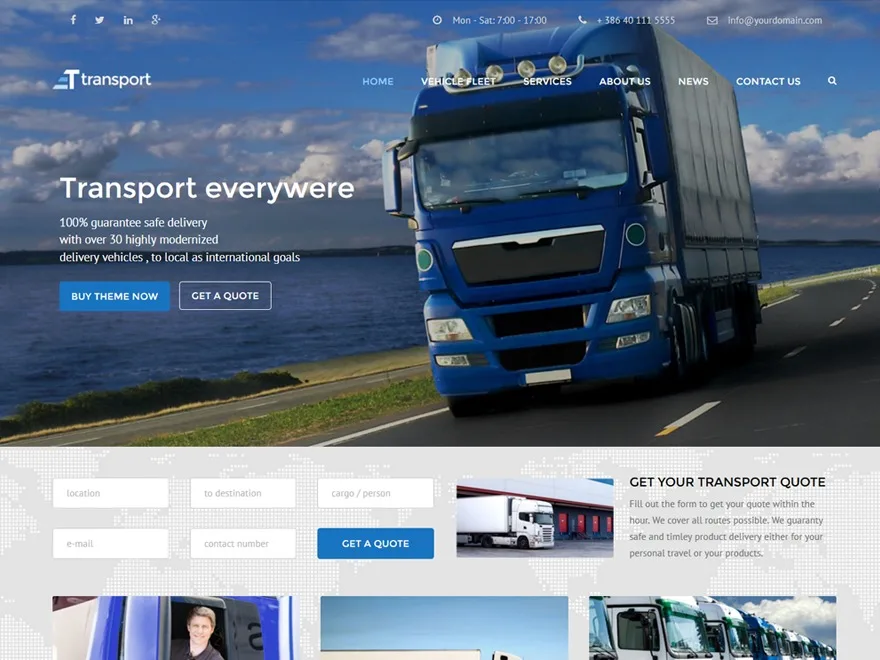 Mon - Sat: 7:00 - 17:00
+ 386 40 111 5555
info@yourdomain.com
transport
HOME
VEHICLE FLEET
SERVICES
ABOUT US
NEWS
CONTACT US
Transport everywere
100% guarantee safe delivery
with over 30 highly modernized
delivery vehicles , to local as international goals
BUY THEME NOW
GET A QUOTE
location
to destination
cargo / person
e-mail
contact number
GET A QUOTE
GET YOUR TRANSPORT QUOTE
Fill out the form to get your quote within the
hour. We cover all routes possible. We guaranty
safe and timley product delivery either for your
personal travel or your products.